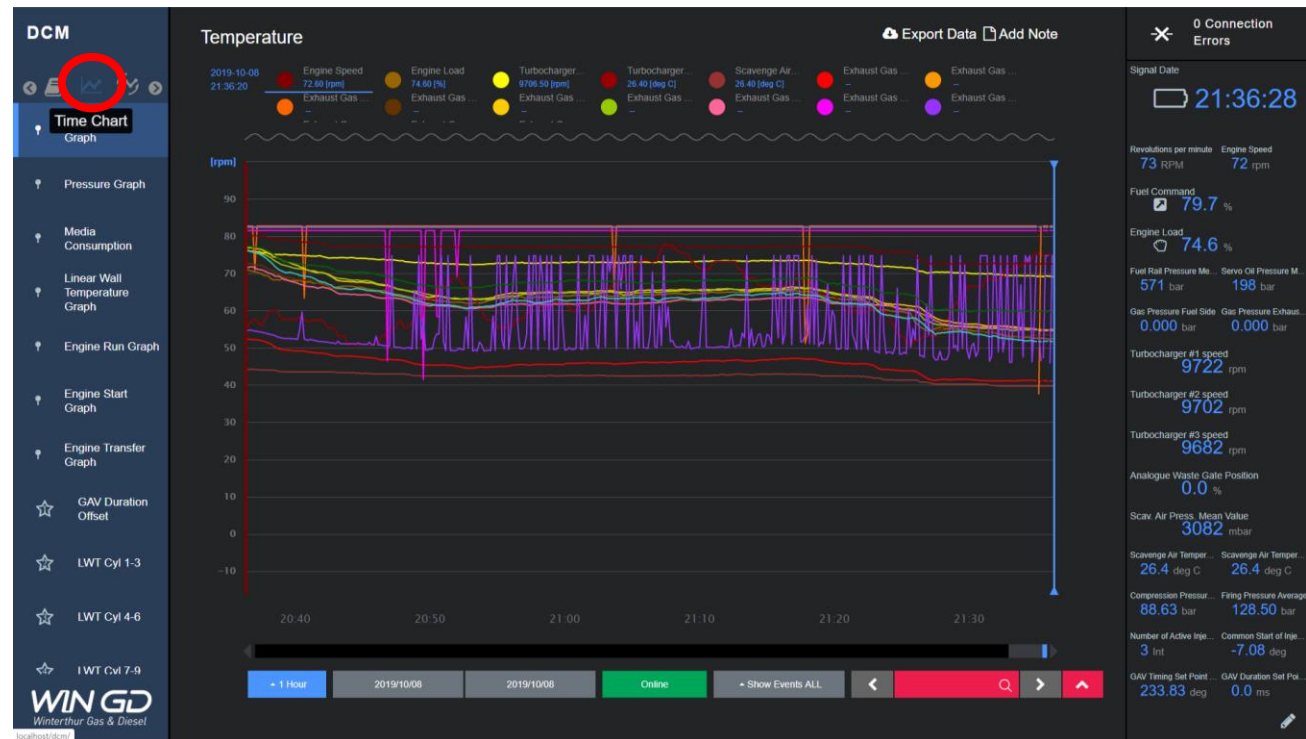 DCM
Time Chart
Graph
Pressure Graph
Media
Consumption
Linear Wall
Temperature
Graph
Engine Run Graph
Engine Start
Graph
Engine Transfer
Graph
GAV Duration
Offset
LWT Cyl 1-3
LWT Cyl 4-6
LWT Cyl 7-9
WIN GD
Winterthur Gas & Diesel
localhost/dcm/
Temperature
Export Data Add Note
2019-10-08
21:36:20
Engine Speed
72.60 [rpm]
Engine Load
74.60 [%]
Turbocharger...
9706.50 [rpm]
Turbocharger...
26.40 [deg C]
Scavenge Air...
26.40 [deg C]
Exhaust Gas ...
--
Exhaust Gas ...
--
Exhaust Gas ...
--
Exhaust Gas ...
--
Exhaust Gas ...
--
Exhaust Gas ...
--
Exhaust Gas ...
--
Exhaust Gas ...
--
Exhaust Gas ...
--
[rpm]
90
80
70
60
50
40
30
20
10
0
-10
20:40 20:50 21:00 21:10 21:20 21:30
1 Hour 2019/10/08 2019/10/08 Online Show Events ALL
0 Connection
Errors
Signal Date
21:36:28
Revolutions per minute Engine Speed
73 RPM 72 rpm
Fuel Command
79.7 %
Engine Load
74.6 %
Fuel Rail Pressure Me... Servo Oil Pressure M...
571 bar 198 bar
Gas Pressure Fuel Side Gas Pressure Exhaus...
0.000 bar 0.000 bar
Turbocharger #1 speed
9722 rpm
Turbocharger #2 speed
9702 rpm
Turbocharger #3 speed
9682 rpm
Analogue Waste Gate Position
0.0 %
Scav. Air Press. Mean Value
3082 mbar
Scavenge Air Temper... Scavenge Air Temper...
26.4 deg C 26.4 deg C
Compression Pressur... Firing Pressure Average
88.63 bar 128.50 bar
Number of Active Inje... Common Start of Inje...
3 Int -7.08 deg
GAV Timing Set Point ... GAV Duration Set Poi...
233.83 deg 0.0 ms